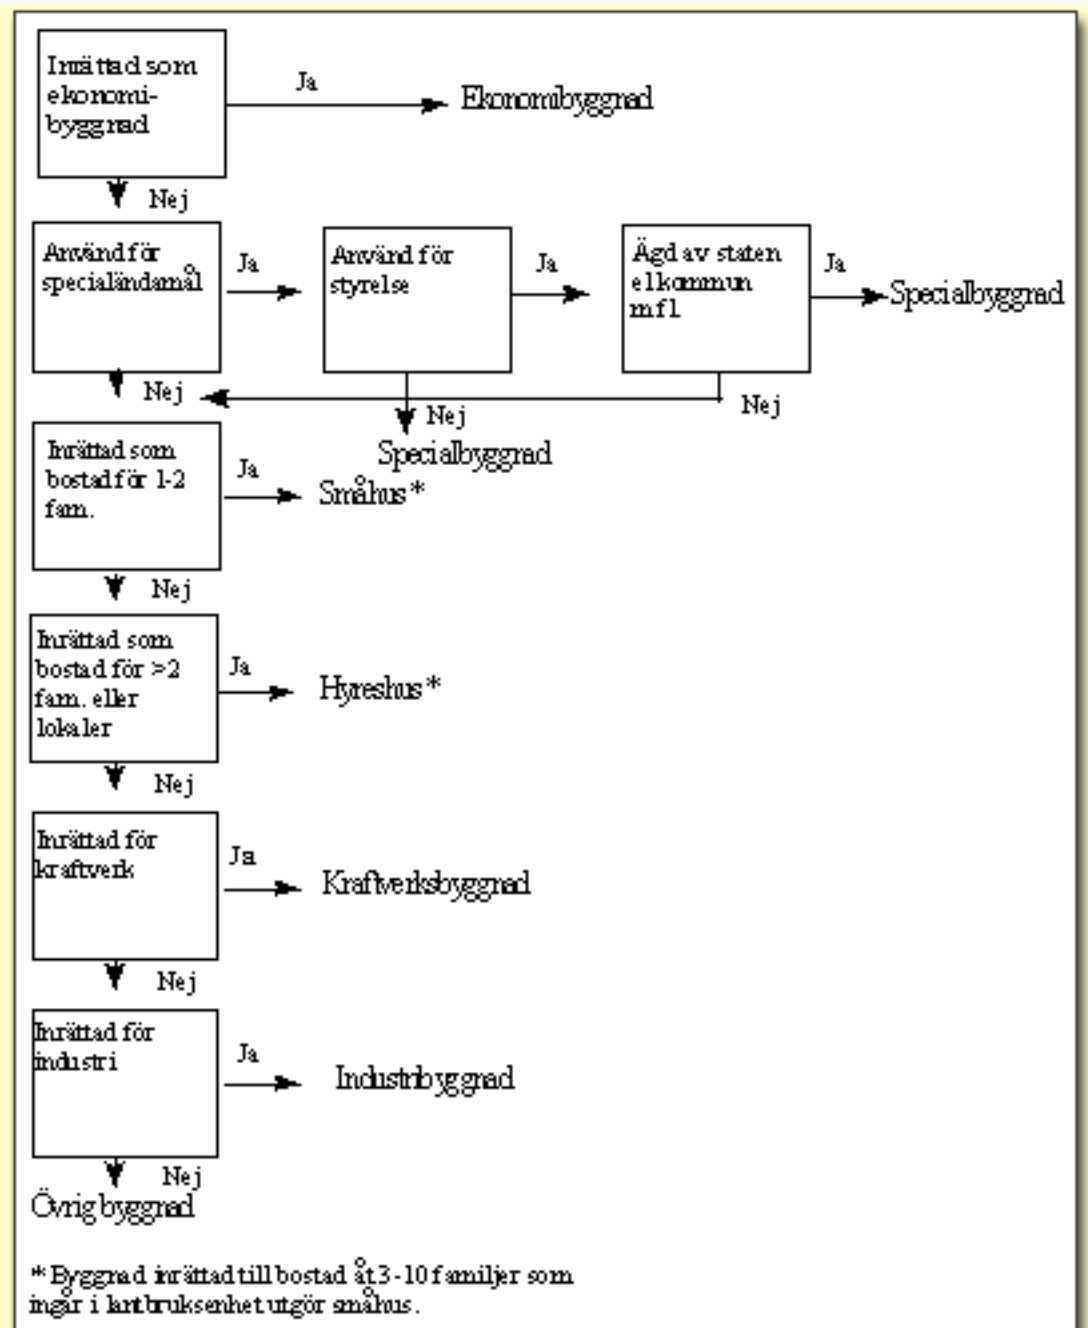 Inrättad som
ekonomi-
byggnad
Ja
Ekonomibyggnad
Nej
Använd för
specialändamål
Ja
Använd för
styrelse
Ja
Ägd av staten
el kommun
m fl
Ja
Specialbyggnad
Nej
Nej
Nej
Specialbyggnad
Inrättad som
bostad för 1-2
fam.
Ja
Småhus *
Nej
Inrättad som
bostad för >2
fam. eller
lokaler
Ja
Hyreshus *
Nej
Inrättad för
kraftverk
Ja
Kraftverksbyggnad
Nej
Inrättad för
industri
Ja
Industribyggnad
Nej
Övrig byggnad
* Byggnad inrättad till bostad åt 3-10 familjer som
ingår i lantbruksenhet utgör småhus.